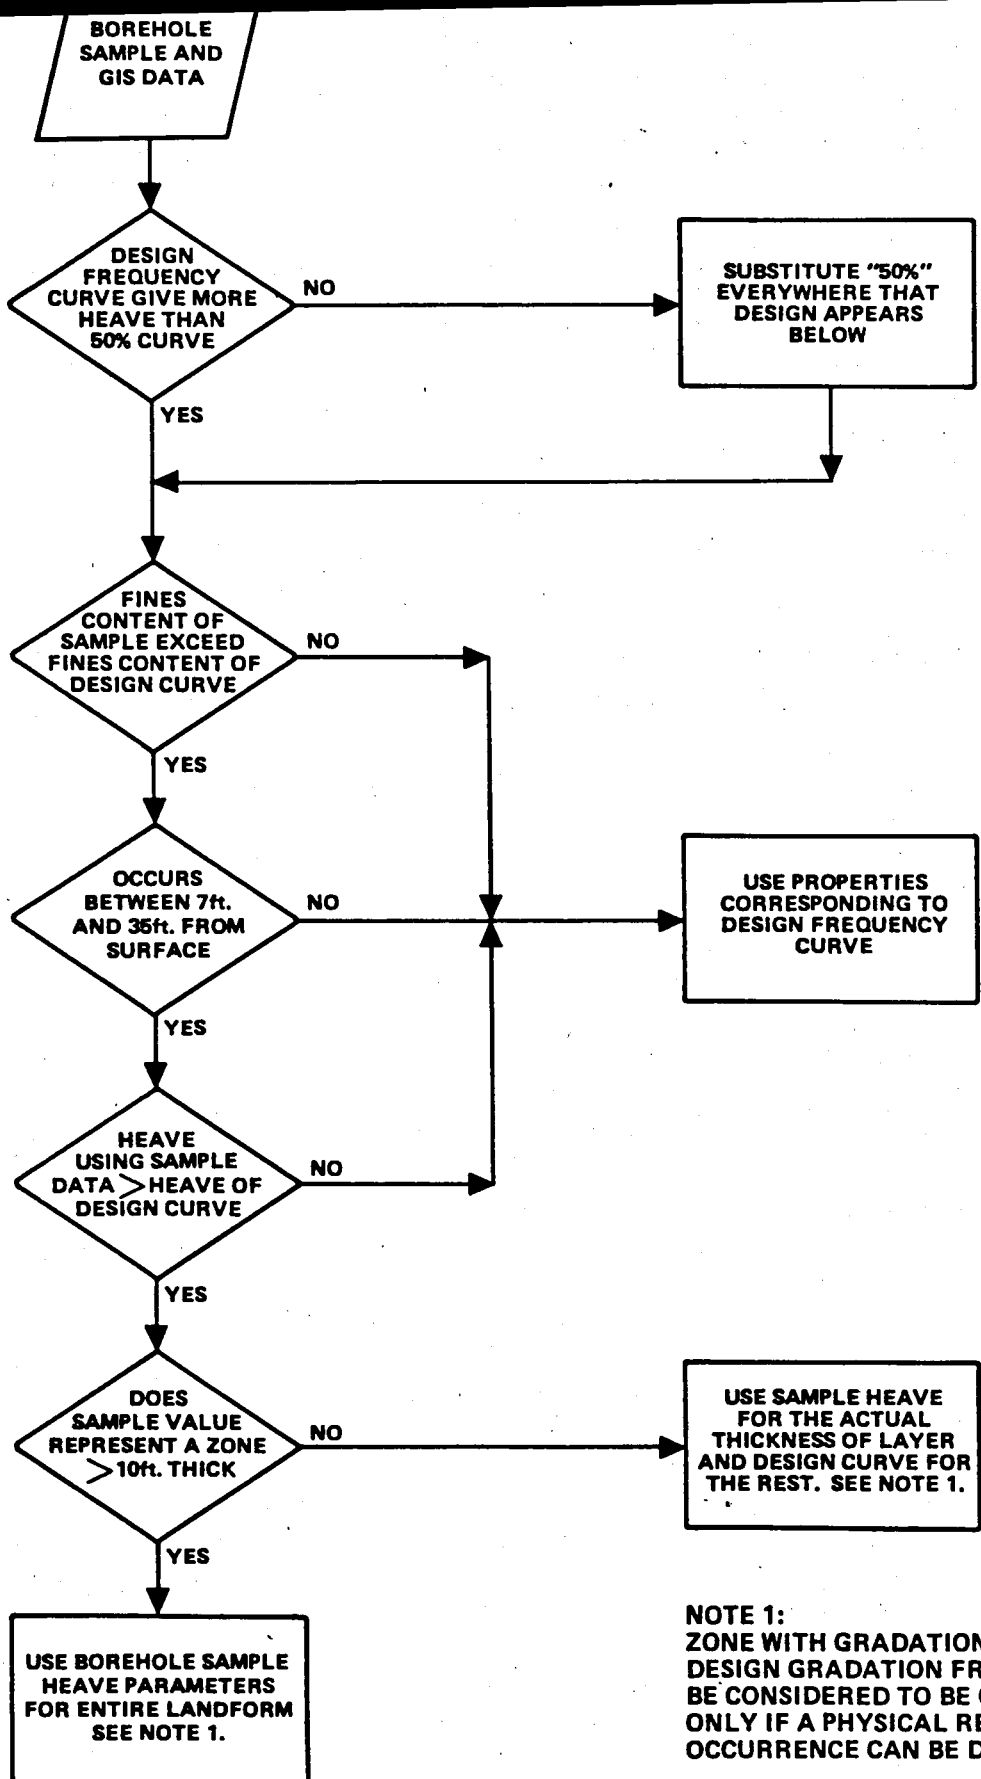 BOREHOLE
SAMPLE AND
GIS DATA
DESIGN
FREQUENCY
CURVE GIVE MORE
HEAVE THAN
50% CURVE
NO
SUBSTITUTE "50%"
EVERYWHERE THAT
DESIGN APPEARS
BELOW
YES
FINES
CONTENT OF
SAMPLE EXCEED
FINES CONTENT OF
DESIGN CURVE
NO
YES
OCCURS
BETWEEN 7ft.
AND 35ft. FROM
SURFACE
NO
USE PROPERTIES
CORRESPONDING TO
DESIGN FREQUENCY
CURVE
YES
HEAVE
USING SAMPLE
DATA > HEAVE OF
DESIGN CURVE
NO
YES
DOES
SAMPLE VALUE
REPRESENT A ZONE
> 10ft. THICK
NO
USE SAMPLE HEAVE
FOR THE ACTUAL
THICKNESS OF LAYER
AND DESIGN CURVE FOR
THE REST. SEE NOTE 1.
YES
USE BOREHOLE SAMPLE
HEAVE PARAMETERS
FOR ENTIRE LANDFORM
SEE NOTE 1.
NOTE 1:
ZONE WITH GRADATION
DESIGN GRADATION
BE CONSIDERED TO BE
ONLY IF A PHYSICAL
OCCURRENCE CAN BE